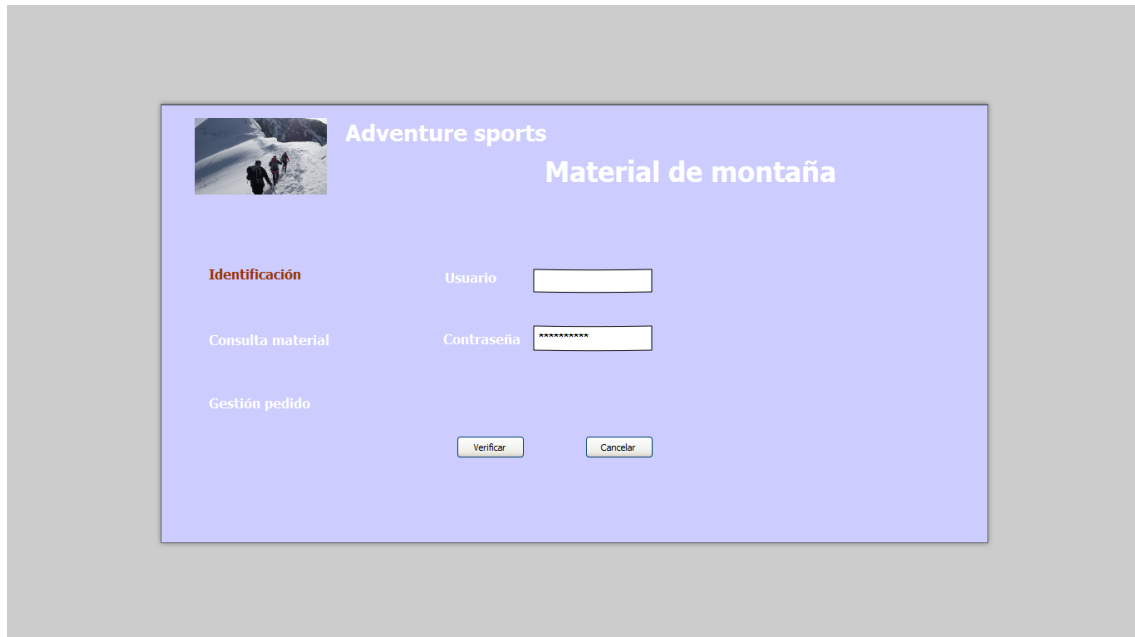 Adventure sports
Material de montaña
Identificación
Usuario
Consulta material
Contraseña
**********
Gestión pedido
Verificar
Cancelar